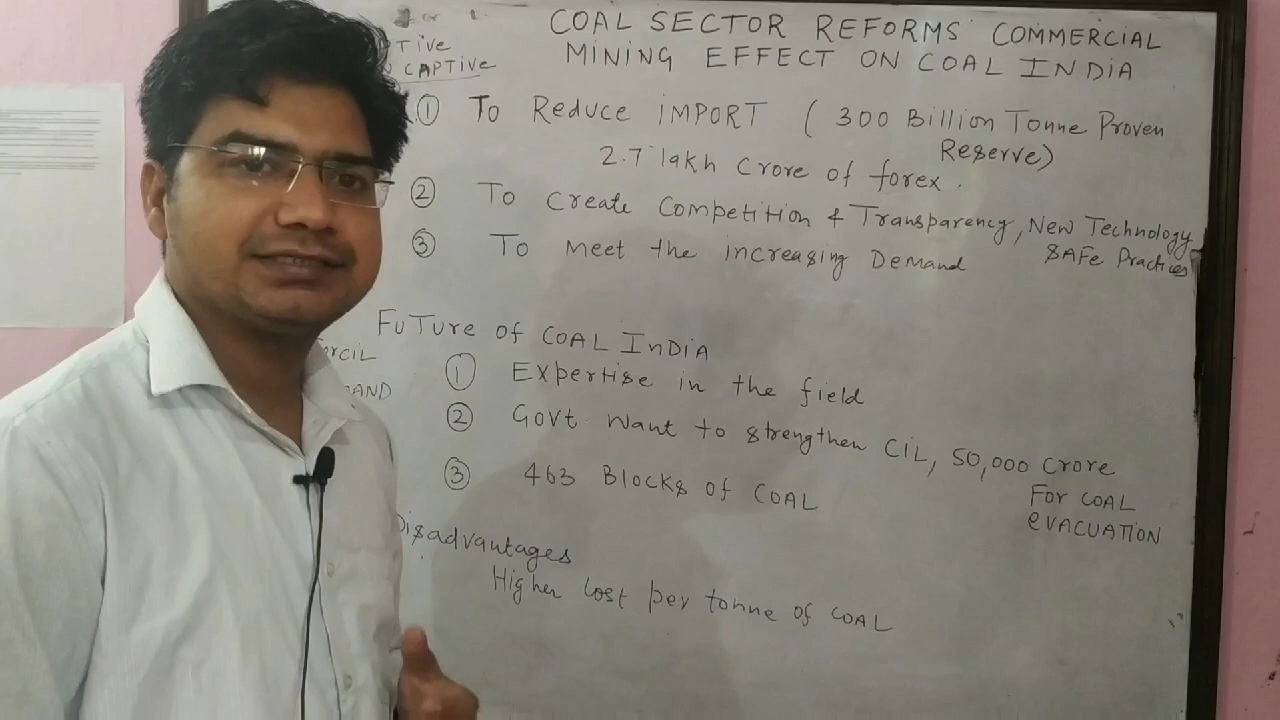 COAL SECTOR REFORMS COMMERCIAL
MINING EFFECT ON COAL INDIA
TIVE
CAPTIVE
① To Reduce IMPORT ( 300 Billion Tonne Proven
Reserve)
2.7 lakh Crore of forex.
② To Create Competition & Transparency, New Technology
③ To Meet the increasing Demand SAFe Practices
FuTure of COAL INDIA
orCIL
① Expertise in the field
AND
② Govt Want to strengthen CIL, 50,000 Crore
③ 463 Blocks of COAL
FOR COAL
eVACUATION
Disadvantages
Higher Cost per tonne of COAL